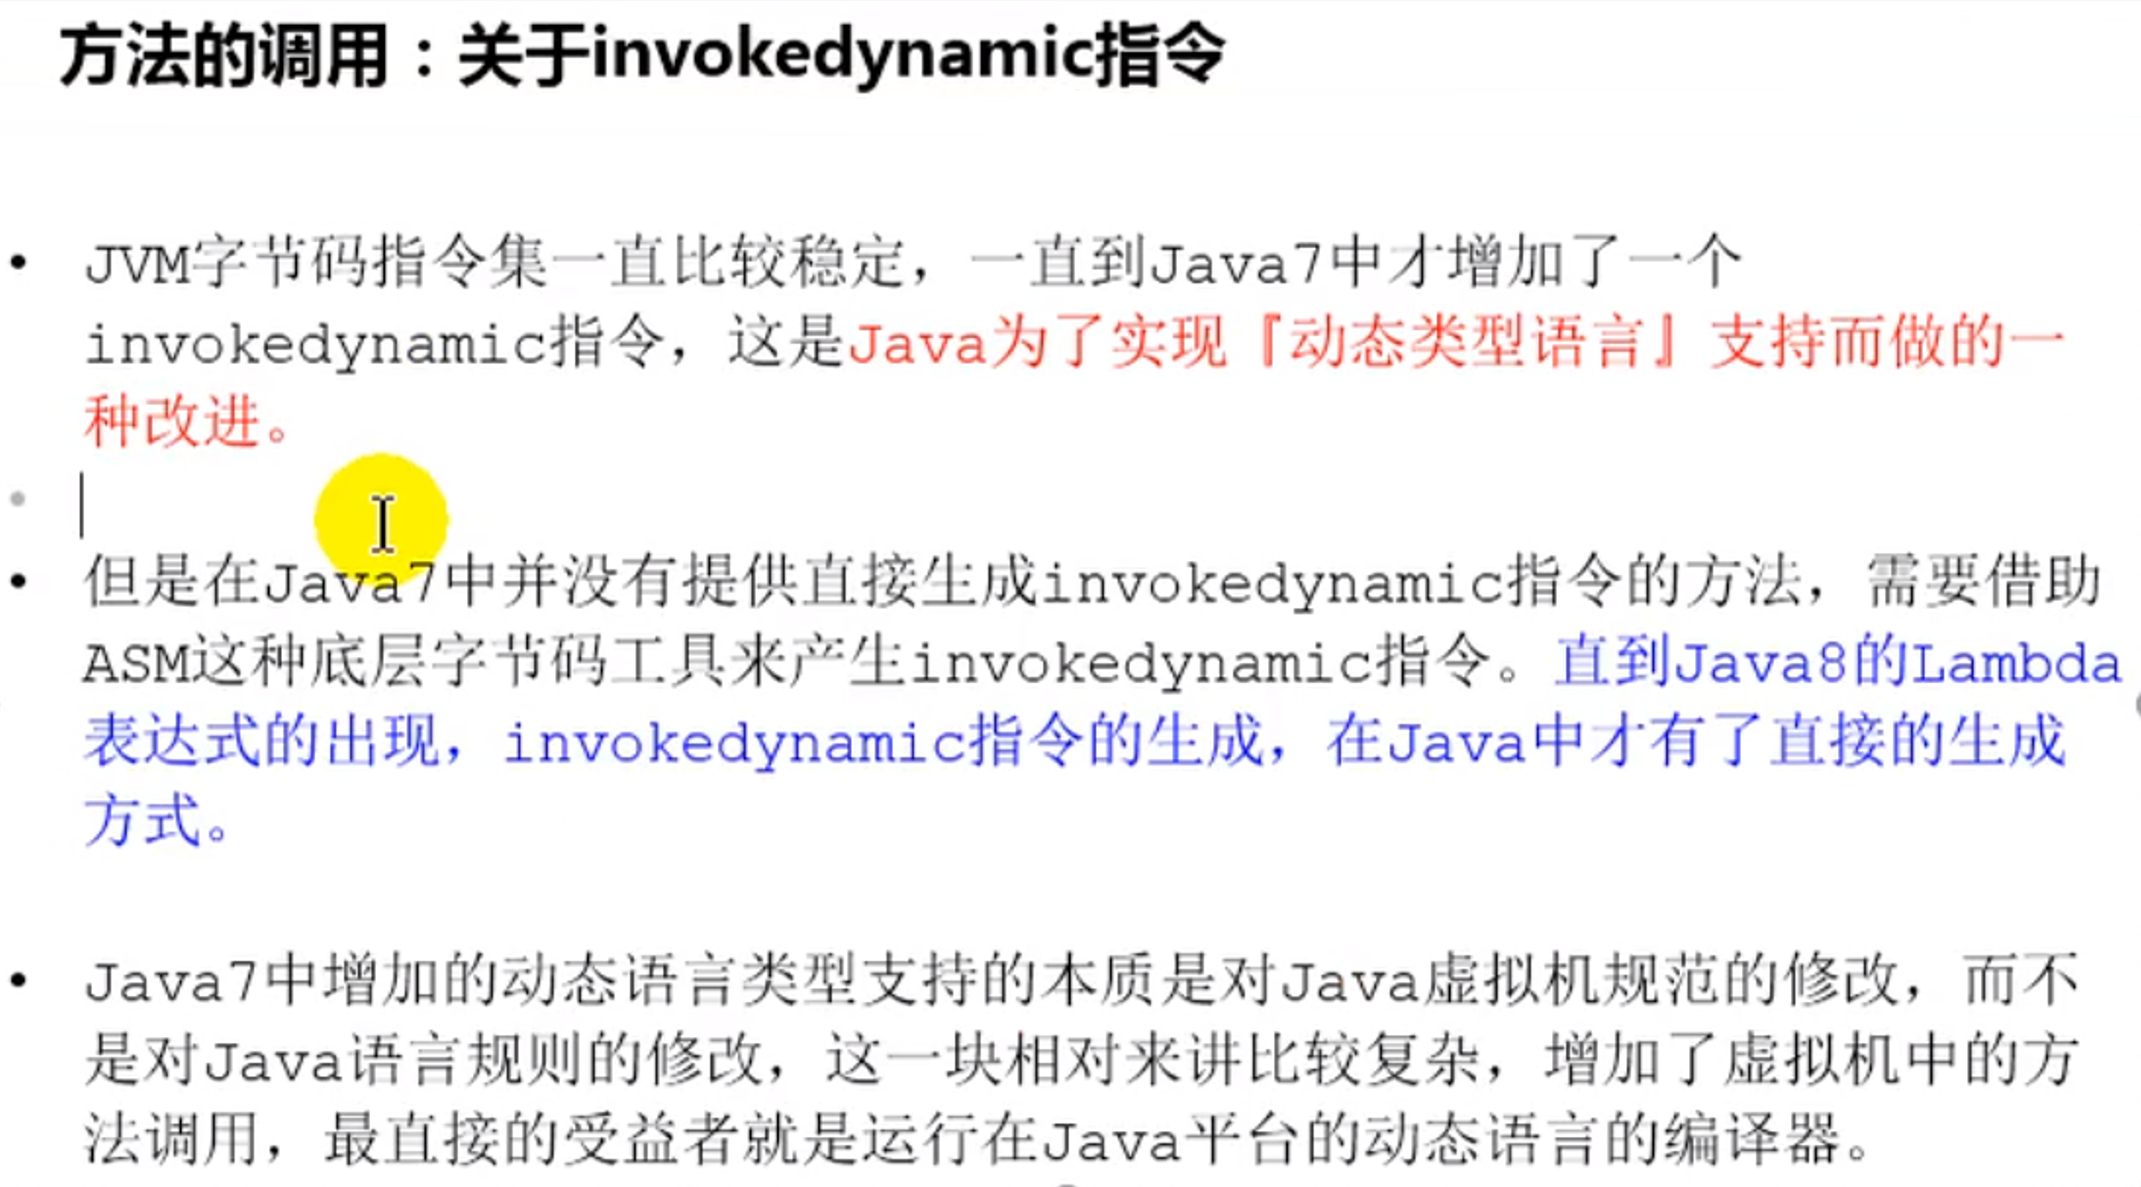 方法的调用：关于invokedynamic指令
• JVM字节码指令集一直比较稳定，一直到Java7中才增加了一个
invokedynamic指令，这是Java为了实现『动态类型语言』支持而做的一
种改进。
• 但是在Java7中并没有提供直接生成invokedynamic指令的方法，需要借助
ASM这种底层字节码工具来产生invokedynamic指令。直到Java8的Lambda
表达式的出现，invokedynamic指令的生成，在Java中才有了直接的生成
方式。
• Java7中增加的动态语言类型支持的本质是对Java虚拟机规范的修改，而不
是对Java语言规则的修改，这一块相对来讲比较复杂，增加了虚拟机中的方
法调用，最直接的受益者就是运行在Java平台的动态语言的编译器。